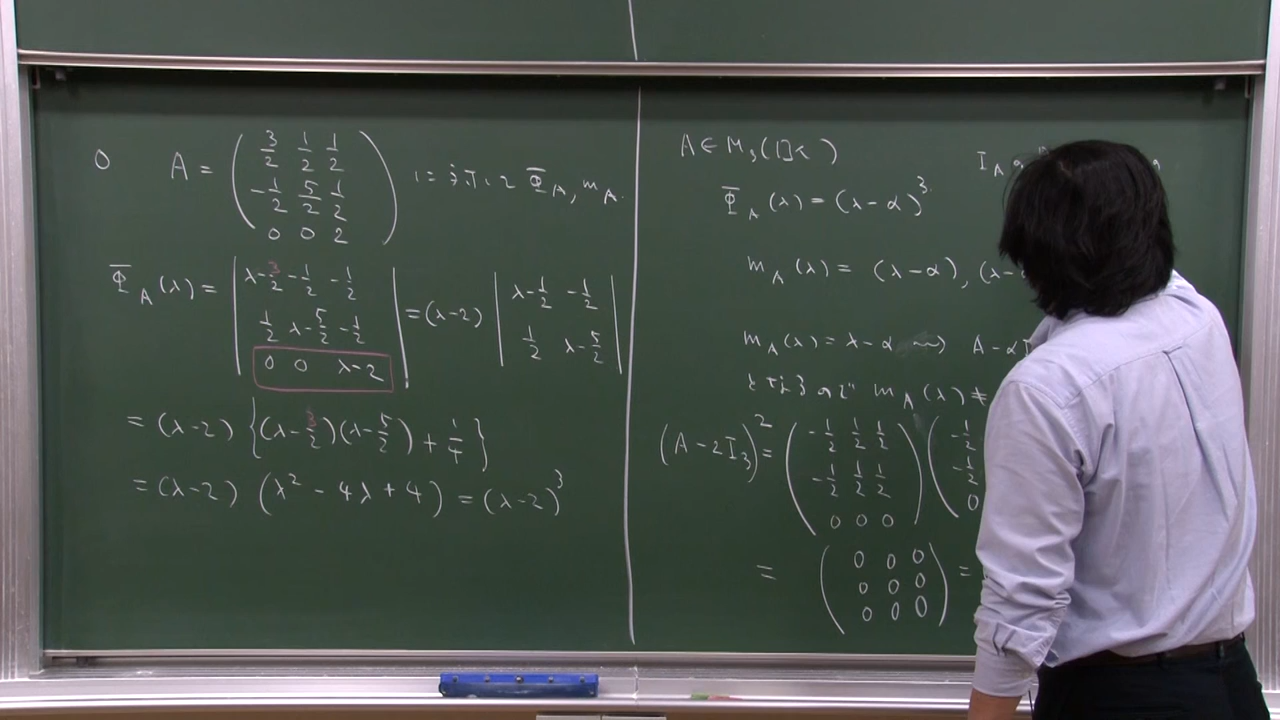 0 A = ( 3/2 1/2 1/2
-1/2 5/2 1/2
0 0 2 ) に対して Φ_A, m_A.
Φ_A(λ) = | λ-3/2 -1/2 -1/2
1/2 λ-5/2 -1/2
0 0 λ-2 | = (λ-2) | λ-1/2 -1/2
1/2 λ-5/2 |
= (λ-2) {(λ-3/2)(λ-5/2) + 1/4}
= (λ-2) (λ² - 4λ + 4) = (λ-2)³
A ∈ M₃(K)
I_A
Φ_A(λ) = (λ-α)³.
m_A(λ) = (λ-α), (λ-
m_A(λ) = λ-α ⇝ A-α
となるので m_A(λ) ≠
(A-2I₃)² = ( -1/2 1/2 1/2
-1/2 1/2 1/2
0 0 0 ) ( -1/2
-1/2
0
= ( 0 0 0
0 0 0
0 0 0 ) =